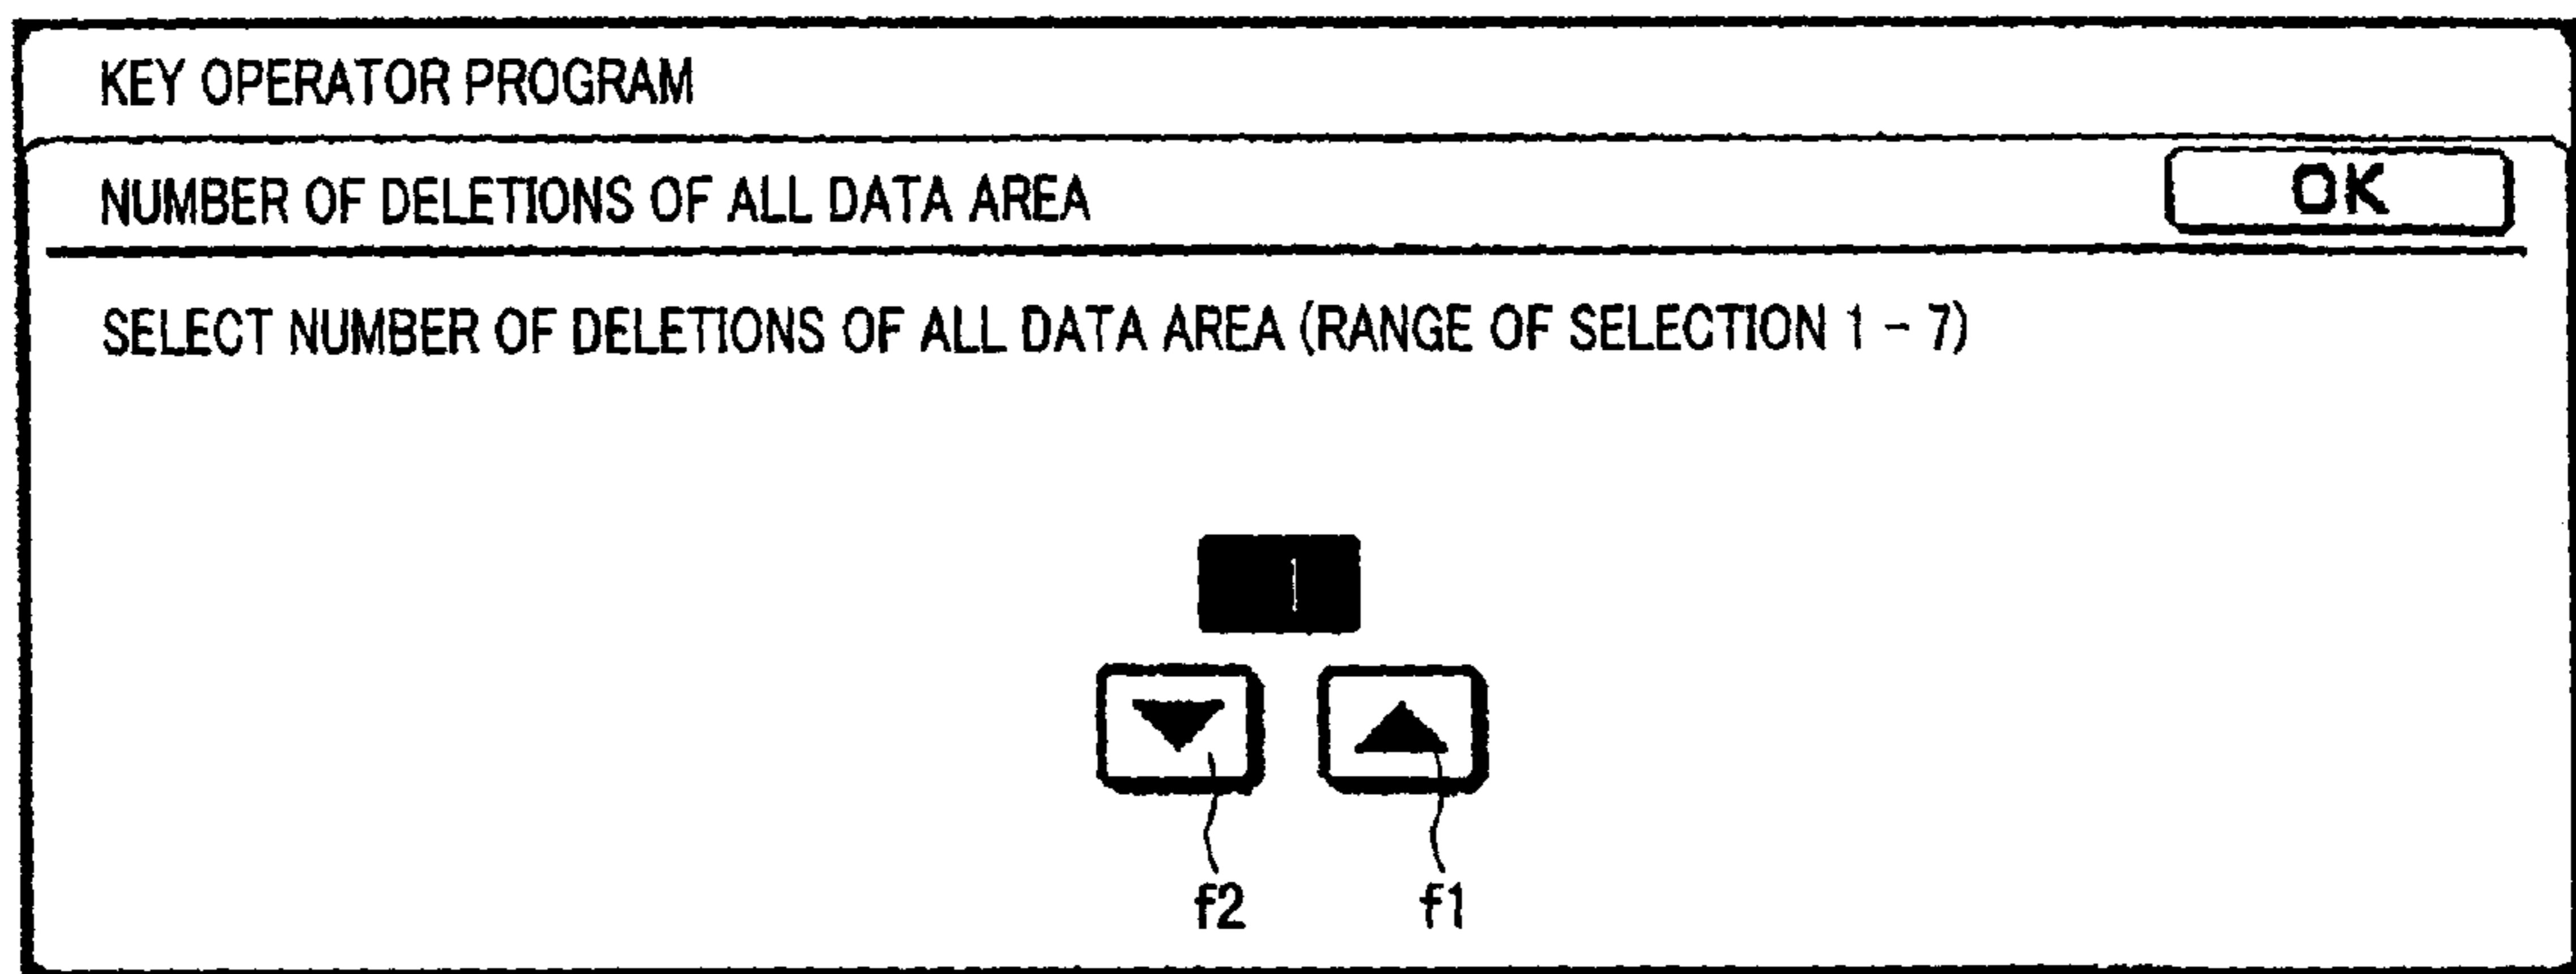 KEY OPERATOR PROGRAM
NUMBER OF DELETIONS OF ALL DATA AREA
OK
SELECT NUMBER OF DELETIONS OF ALL DATA AREA (RANGE OF SELECTION 1 – 7)
1
f2
f1